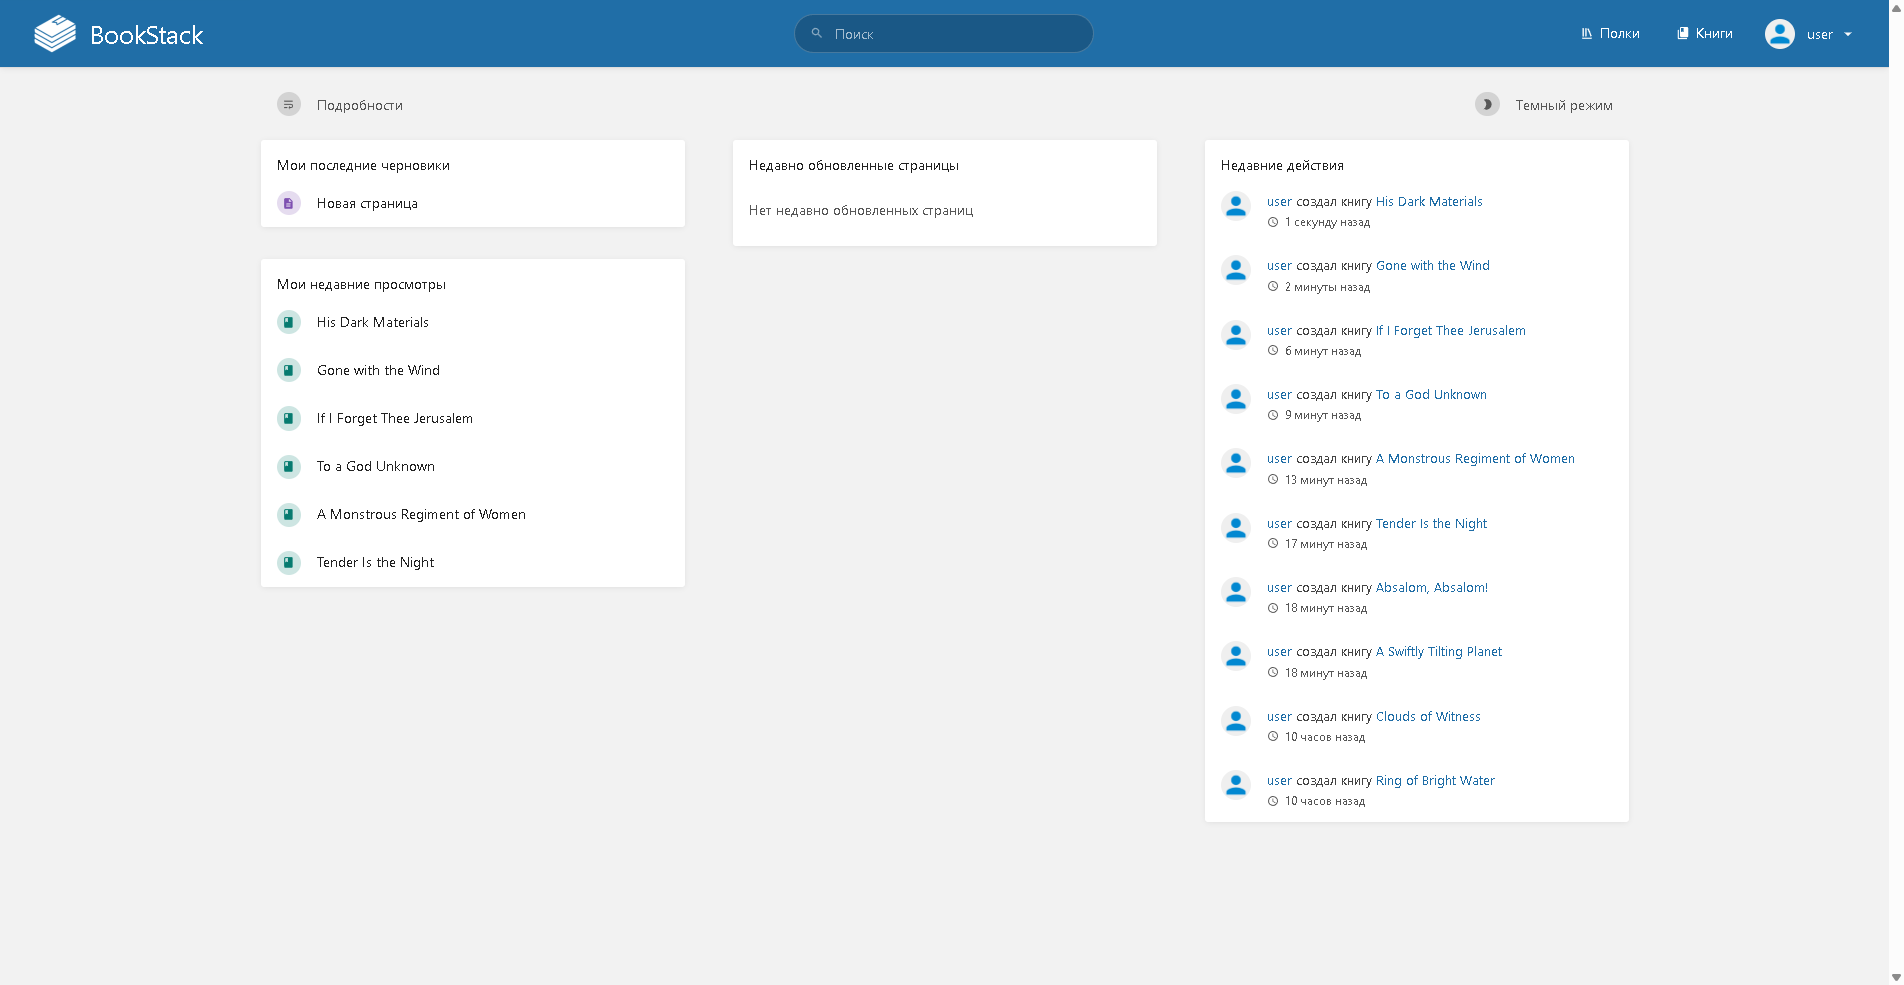 BookStack
Поиск
Полки
Книги
user
Подробности
Темный режим
Мои последние черновики
Новая страница
Мои недавние просмотры
His Dark Materials
Gone with the Wind
If I Forget Thee Jerusalem
To a God Unknown
A Monstrous Regiment of Women
Tender Is the Night
Недавно обновленные страницы
Нет недавно обновленных страниц
Недавние действия
user создал книгу His Dark Materials
1 секунду назад
user создал книгу Gone with the Wind
2 минуты назад
user создал книгу If I Forget Thee Jerusalem
6 минут назад
user создал книгу To a God Unknown
9 минут назад
user создал книгу A Monstrous Regiment of Women
13 минут назад
user создал книгу Tender Is the Night
17 минут назад
user создал книгу Absalom, Absalom!
18 минут назад
user создал книгу A Swiftly Tilting Planet
18 минут назад
user создал книгу Clouds of Witness
10 часов назад
user создал книгу Ring of Bright Water
10 часов назад